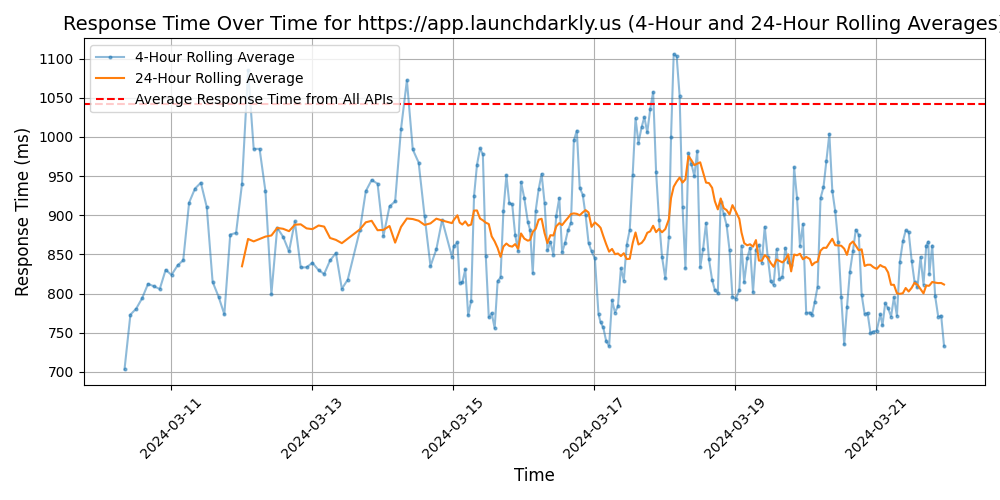 Response Time Over Time for https://app.launchdarkly.us (4-Hour and 24-Hour Rolling Averages)
4-Hour Rolling Average
24-Hour Rolling Average
Average Response Time from All APIs
Response Time (ms)
1100
1050
1000
950
900
850
800
750
700
2024-03-11
2024-03-13
2024-03-15
2024-03-17
2024-03-19
2024-03-21
Time